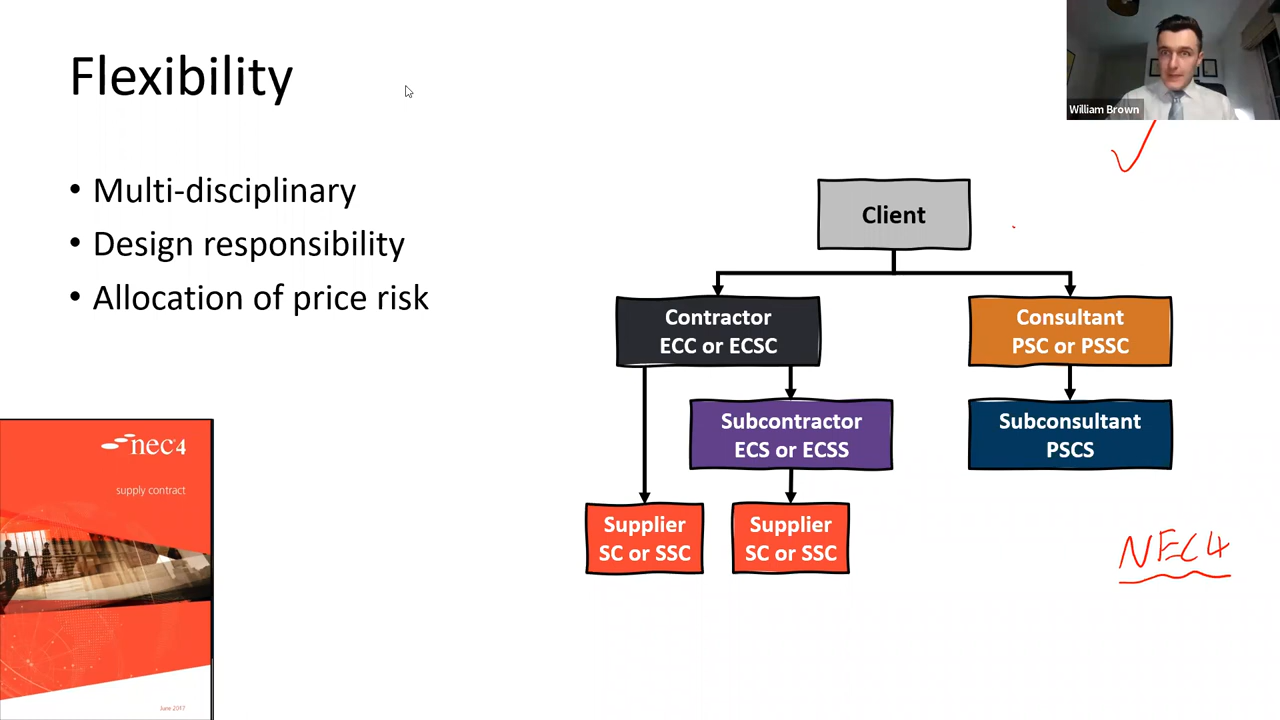 Flexibility
William Brown
• Multi-disciplinary
• Design responsibility
• Allocation of price risk
Client
Contractor
ECC or ECSC
Consultant
PSC or PSSC
Subcontractor
ECS or ECSS
Subconsultant
PSCS
Supplier
SC or SSC
Supplier
SC or SSC
nec4
supply contract
June 2017
NEC4